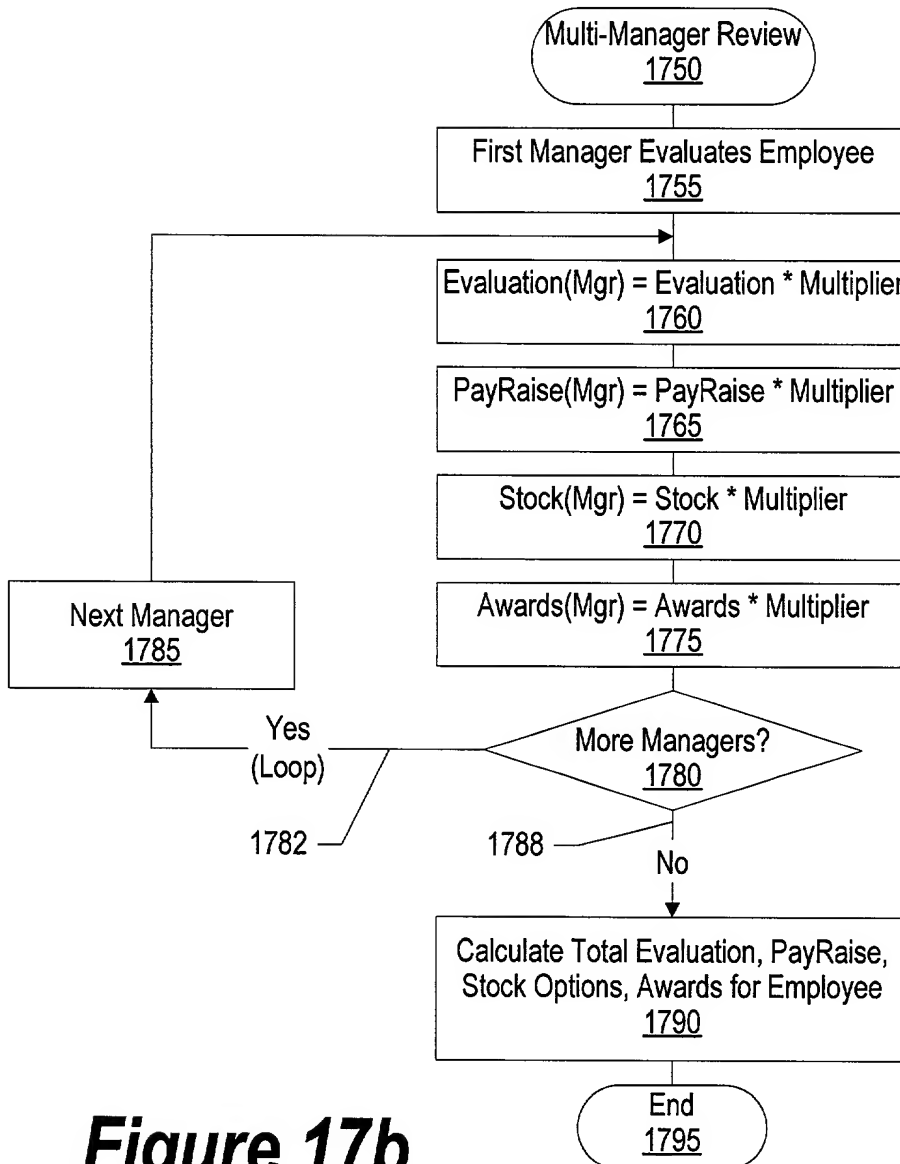 Multi-Manager Review
1750
First Manager Evaluates Employee
1755
Evaluation(Mgr) = Evaluation * Multiplier
1760
PayRaise(Mgr) = PayRaise * Multiplier
1765
Stock(Mgr) = Stock * Multiplier
1770
Awards(Mgr) = Awards * Multiplier
1775
Next Manager
1785
More Managers?
1780
Yes
(Loop)
1782
1788
No
Calculate Total Evaluation, PayRaise,
Stock Options, Awards for Employee
1790
End
1795
Figure 17b